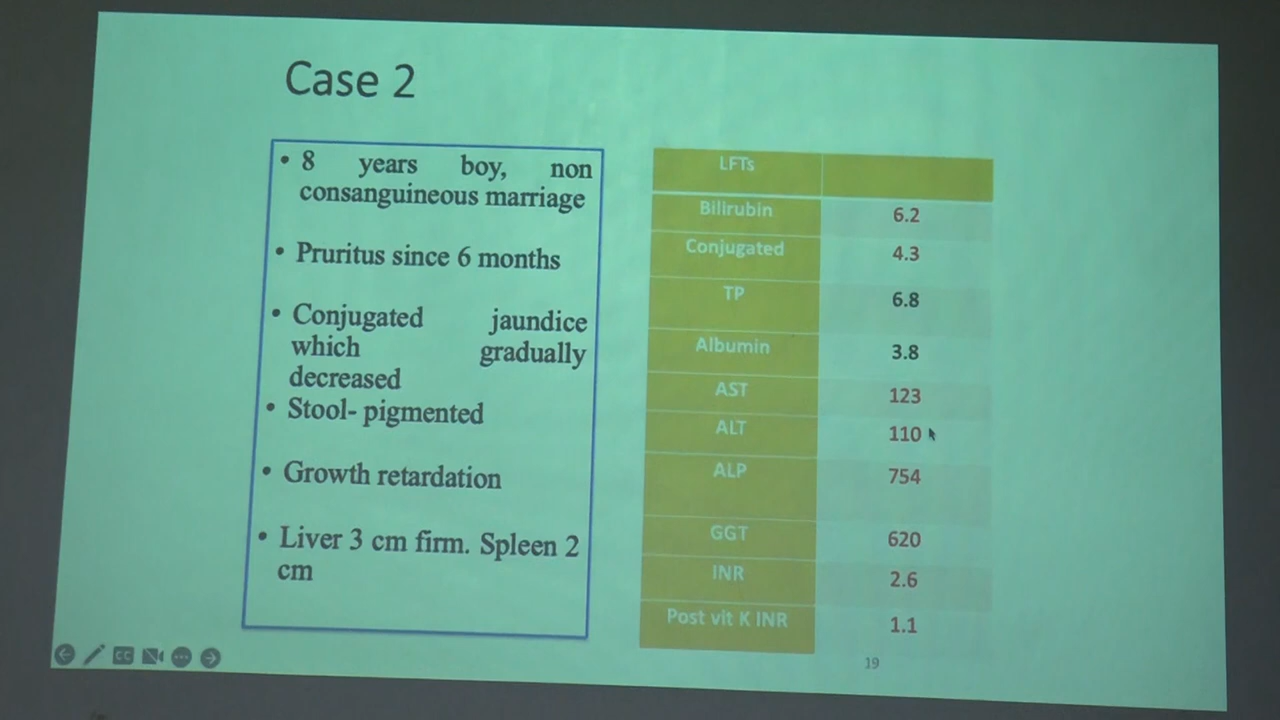 Case 2
• 8 years boy, non
consanguineous marriage
• Pruritus since 6 months
• Conjugated jaundice
which gradually
decreased
• Stool- pigmented
• Growth retardation
• Liver 3 cm firm. Spleen 2
cm
LFTs
Bilirubin 6.2
Conjugated 4.3
TP 6.8
Albumin 3.8
AST 123
ALT 110
ALP 754
GGT 620
INR 2.6
Post vit K INR 1.1
CC
19